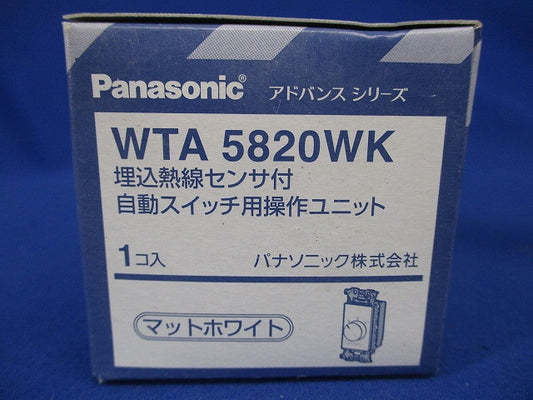 Panasonic® アドバンス シリーズ
WTA 5820WK
埋込熱線センサ付
自動スイッチ用操作ユニット
1コ入 パナソニック株式会社
マットホワイト